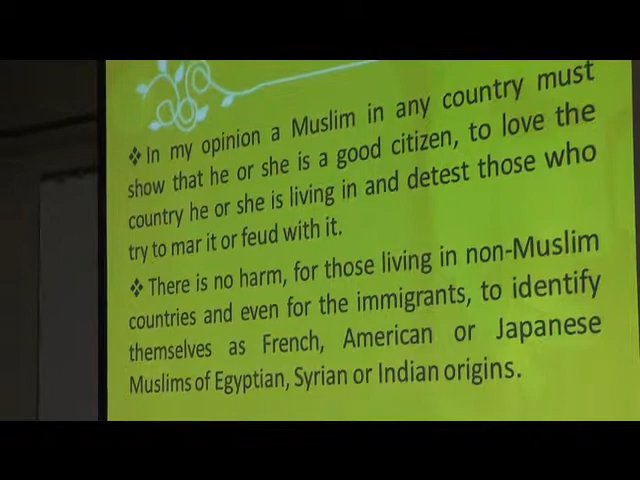 ❖In my opinion a Muslim in any country must
show that he or she is a good citizen, to love the
country he or she is living in and detest those who
try to mar it or feud with it.
❖There is no harm, for those living in non-Muslim
countries and even for the immigrants, to identify
themselves as French, American or Japanese
Muslims of Egyptian, Syrian or Indian origins.